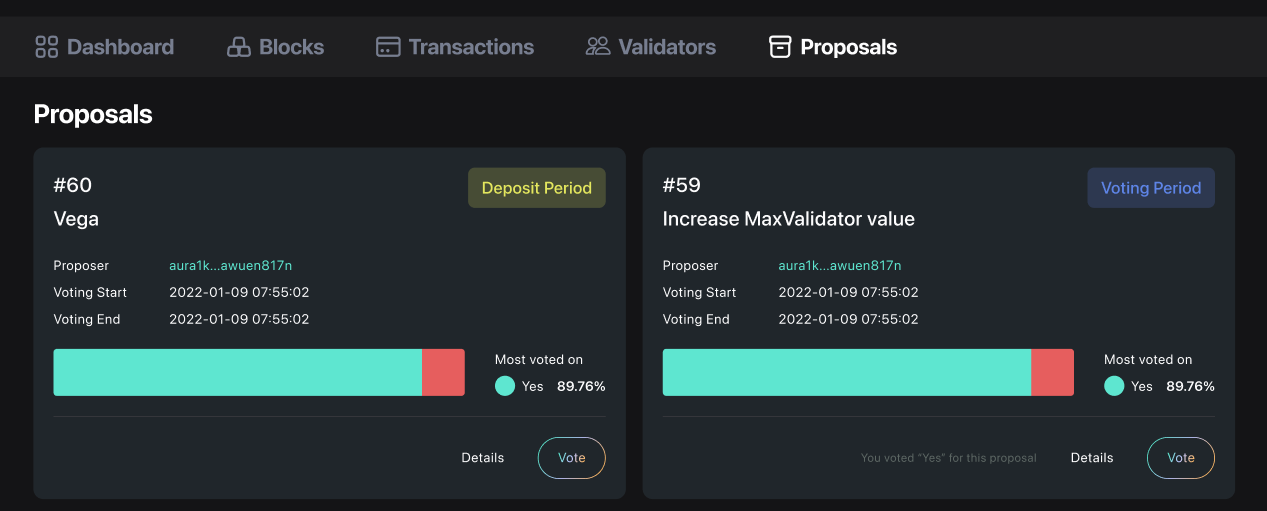 Dashboard Blocks Transactions Validators Proposals
Proposals
#60
Deposit Period
Vega
Proposer aura1k...awuen817n
Voting Start 2022-01-09 07:55:02
Voting End 2022-01-09 07:55:02
Most voted on
Yes 89.76%
Details Vote
#59
Voting Period
Increase MaxValidator value
Proposer aura1k...awuen817n
Voting Start 2022-01-09 07:55:02
Voting End 2022-01-09 07:55:02
Most voted on
Yes 89.76%
You voted “Yes” for this proposal Details Vote